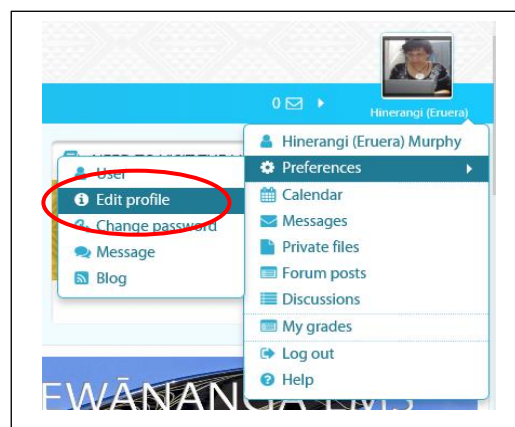 0
Hinerangi (Eruera)
Hinerangi (Eruera) Murphy
Preferences
Calendar
Messages
Private files
Forum posts
Discussions
My grades
Log out
Help
User
Edit profile
Change password
Message
Blog
EWĀNANGA LMS